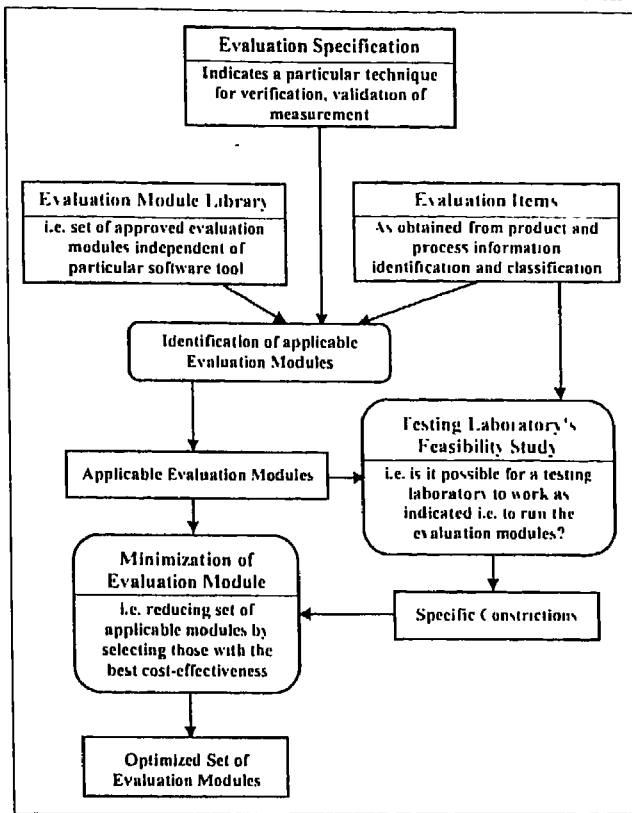 Evaluation Specification
Indicates a particular technique
for verification, validation of
measurement
Evaluation Module Library
i.e. set of approved evaluation
modules independent of
particular software tool
Evaluation Items
As obtained from product and
process information
identification and classification
Identification of applicable
Evaluation Modules
Testing Laboratory's
Feasibility Study
i.e. is it possible for a testing
laboratory to work as
indicated i.e. to run the
evaluation modules?
Applicable Evaluation Modules
Minimization of
Evaluation Module
i.e. reducing set of
applicable modules by
selecting those with the
best cost-effectiveness
Specific Constrictions
Optimized Set of
Evaluation Modules